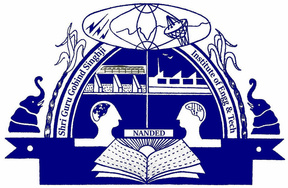 Shri Guru Gobind Singhji
Institute of Engg & Tech
NANDED